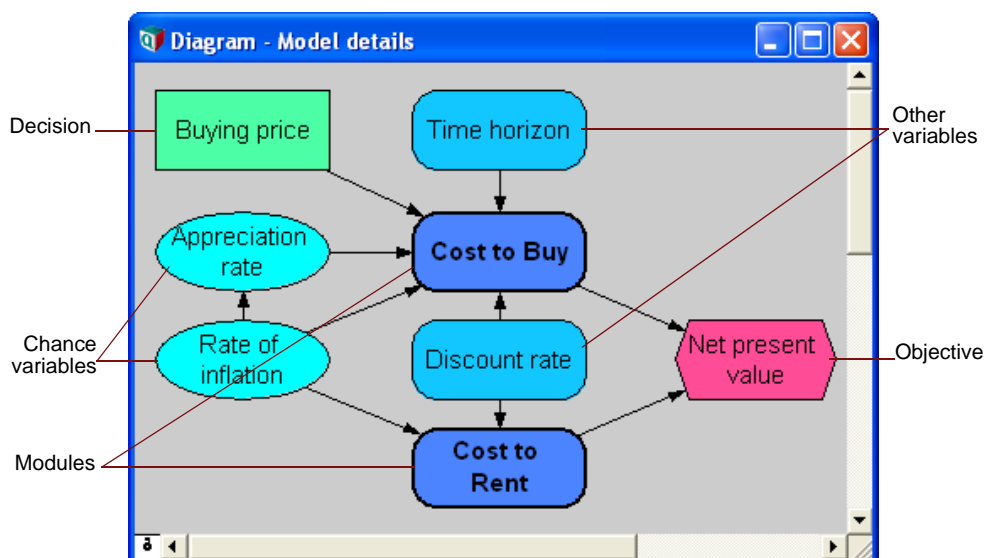 Diagram - Model details
Decision
Buying price
Time horizon
Other
variables
Appreciation
rate
Cost to Buy
Chance
variables
Rate of
inflation
Discount rate
Net present
value
Objective
Modules
Cost to
Rent